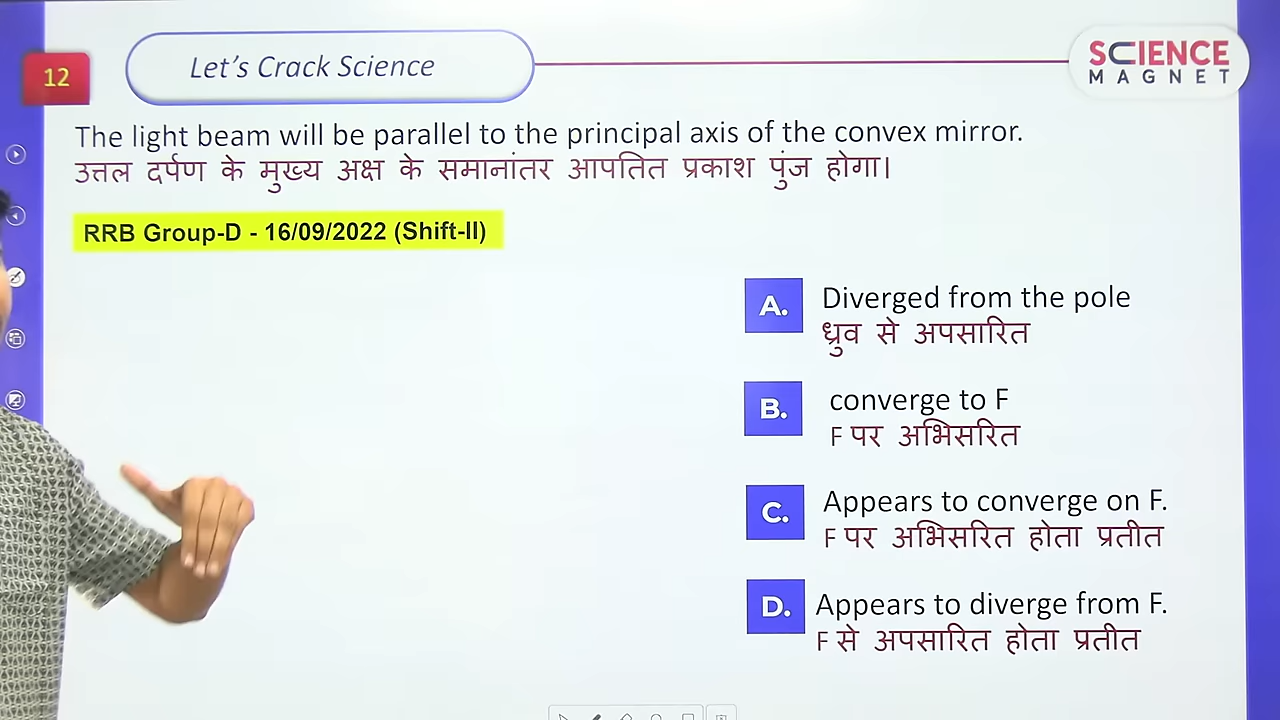 12
Let's Crack Science
SCIENCE
MAGNET
The light beam will be parallel to the principal axis of the convex mirror.
उत्तल दर्पण के मुख्य अक्ष के समानांतर आपतित प्रकाश पुंज होगा।
RRB Group-D - 16/09/2022 (Shift-II)
A. Diverged from the pole
ध्रुव से अपसारित
B. converge to F
F पर अभिसरित
C. Appears to converge on F.
F पर अभिसरित होता प्रतीत
D. Appears to diverge from F.
F से अपसारित होता प्रतीत